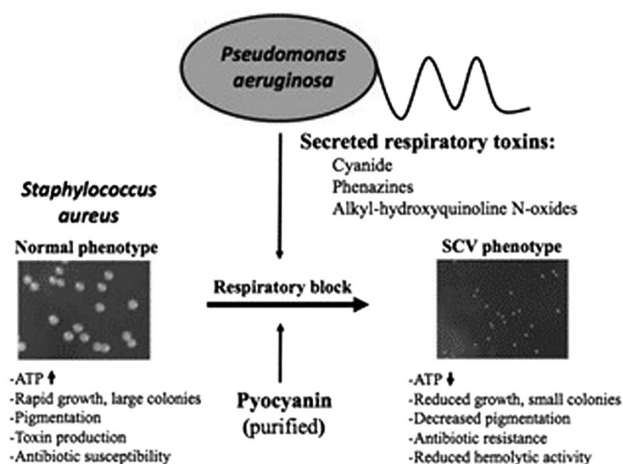 Pseudomonas
aeruginosa
Secreted respiratory toxins:
Cyanide
Phenazines
Alkyl-hydroxyquinoline N-oxides
Staphylococcus
aureus
Normal phenotype
SCV phenotype
Respiratory block
-ATP ⬆
-Rapid growth, large colonies
-Pigmentation
-Toxin production
-Antibiotic susceptibility
Pyocyanin
(purified)
-ATP ⬇
-Reduced growth, small colonies
-Decreased pigmentation
-Antibiotic resistance
-Reduced hemolytic activity